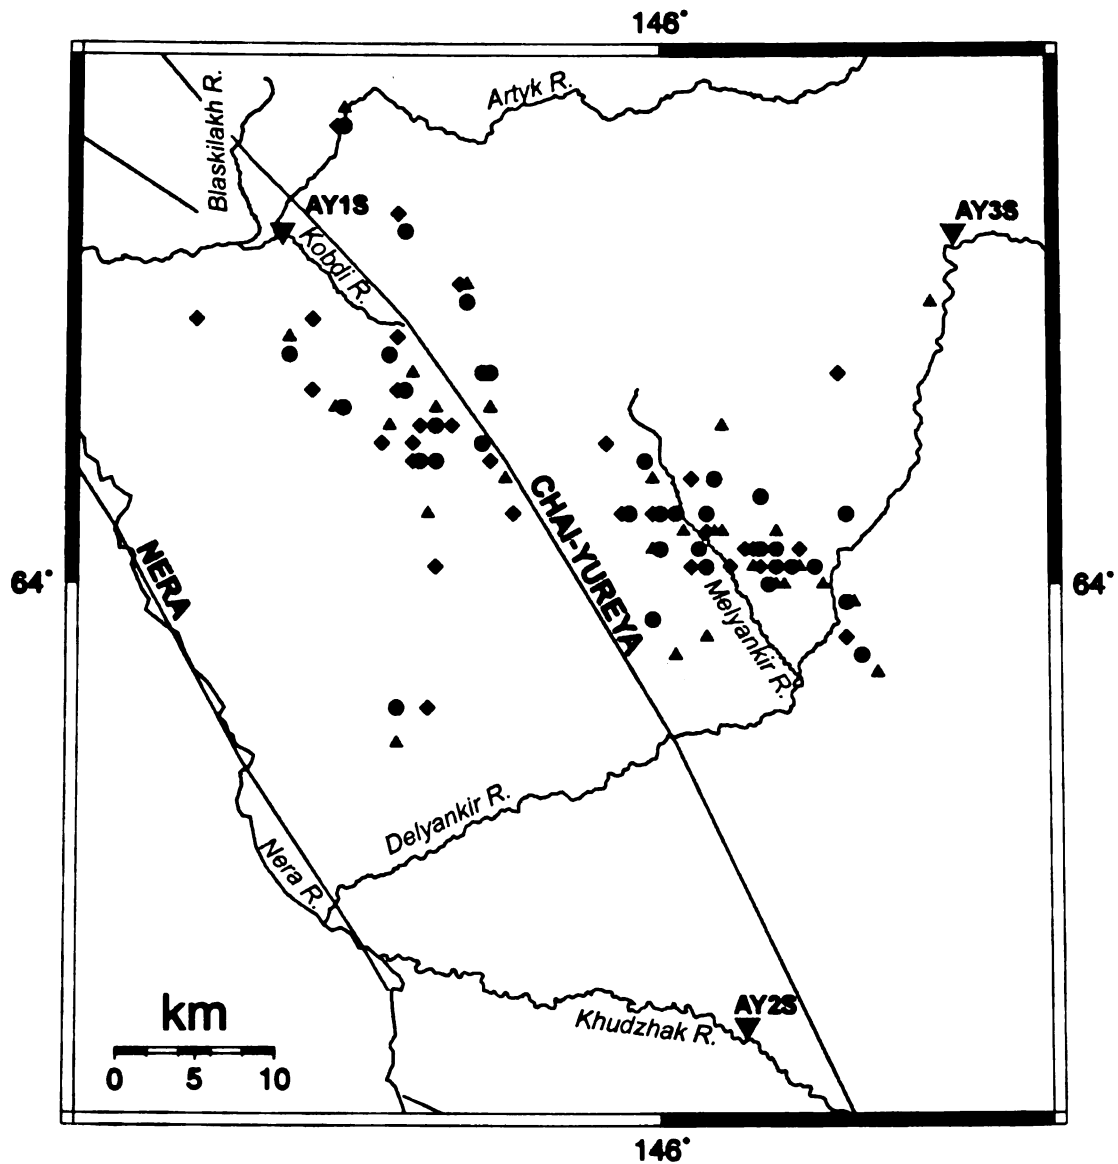 146°
Artyk R.
Blaskilakh R.
AY1S
AY3S
Kobdi R.
CHAI-YUREYA
NERA
64°
64°
Melyankir R.
Delyankir R.
Nera R.
km
0 5 10
AY2S
Khudzhak R.
146°